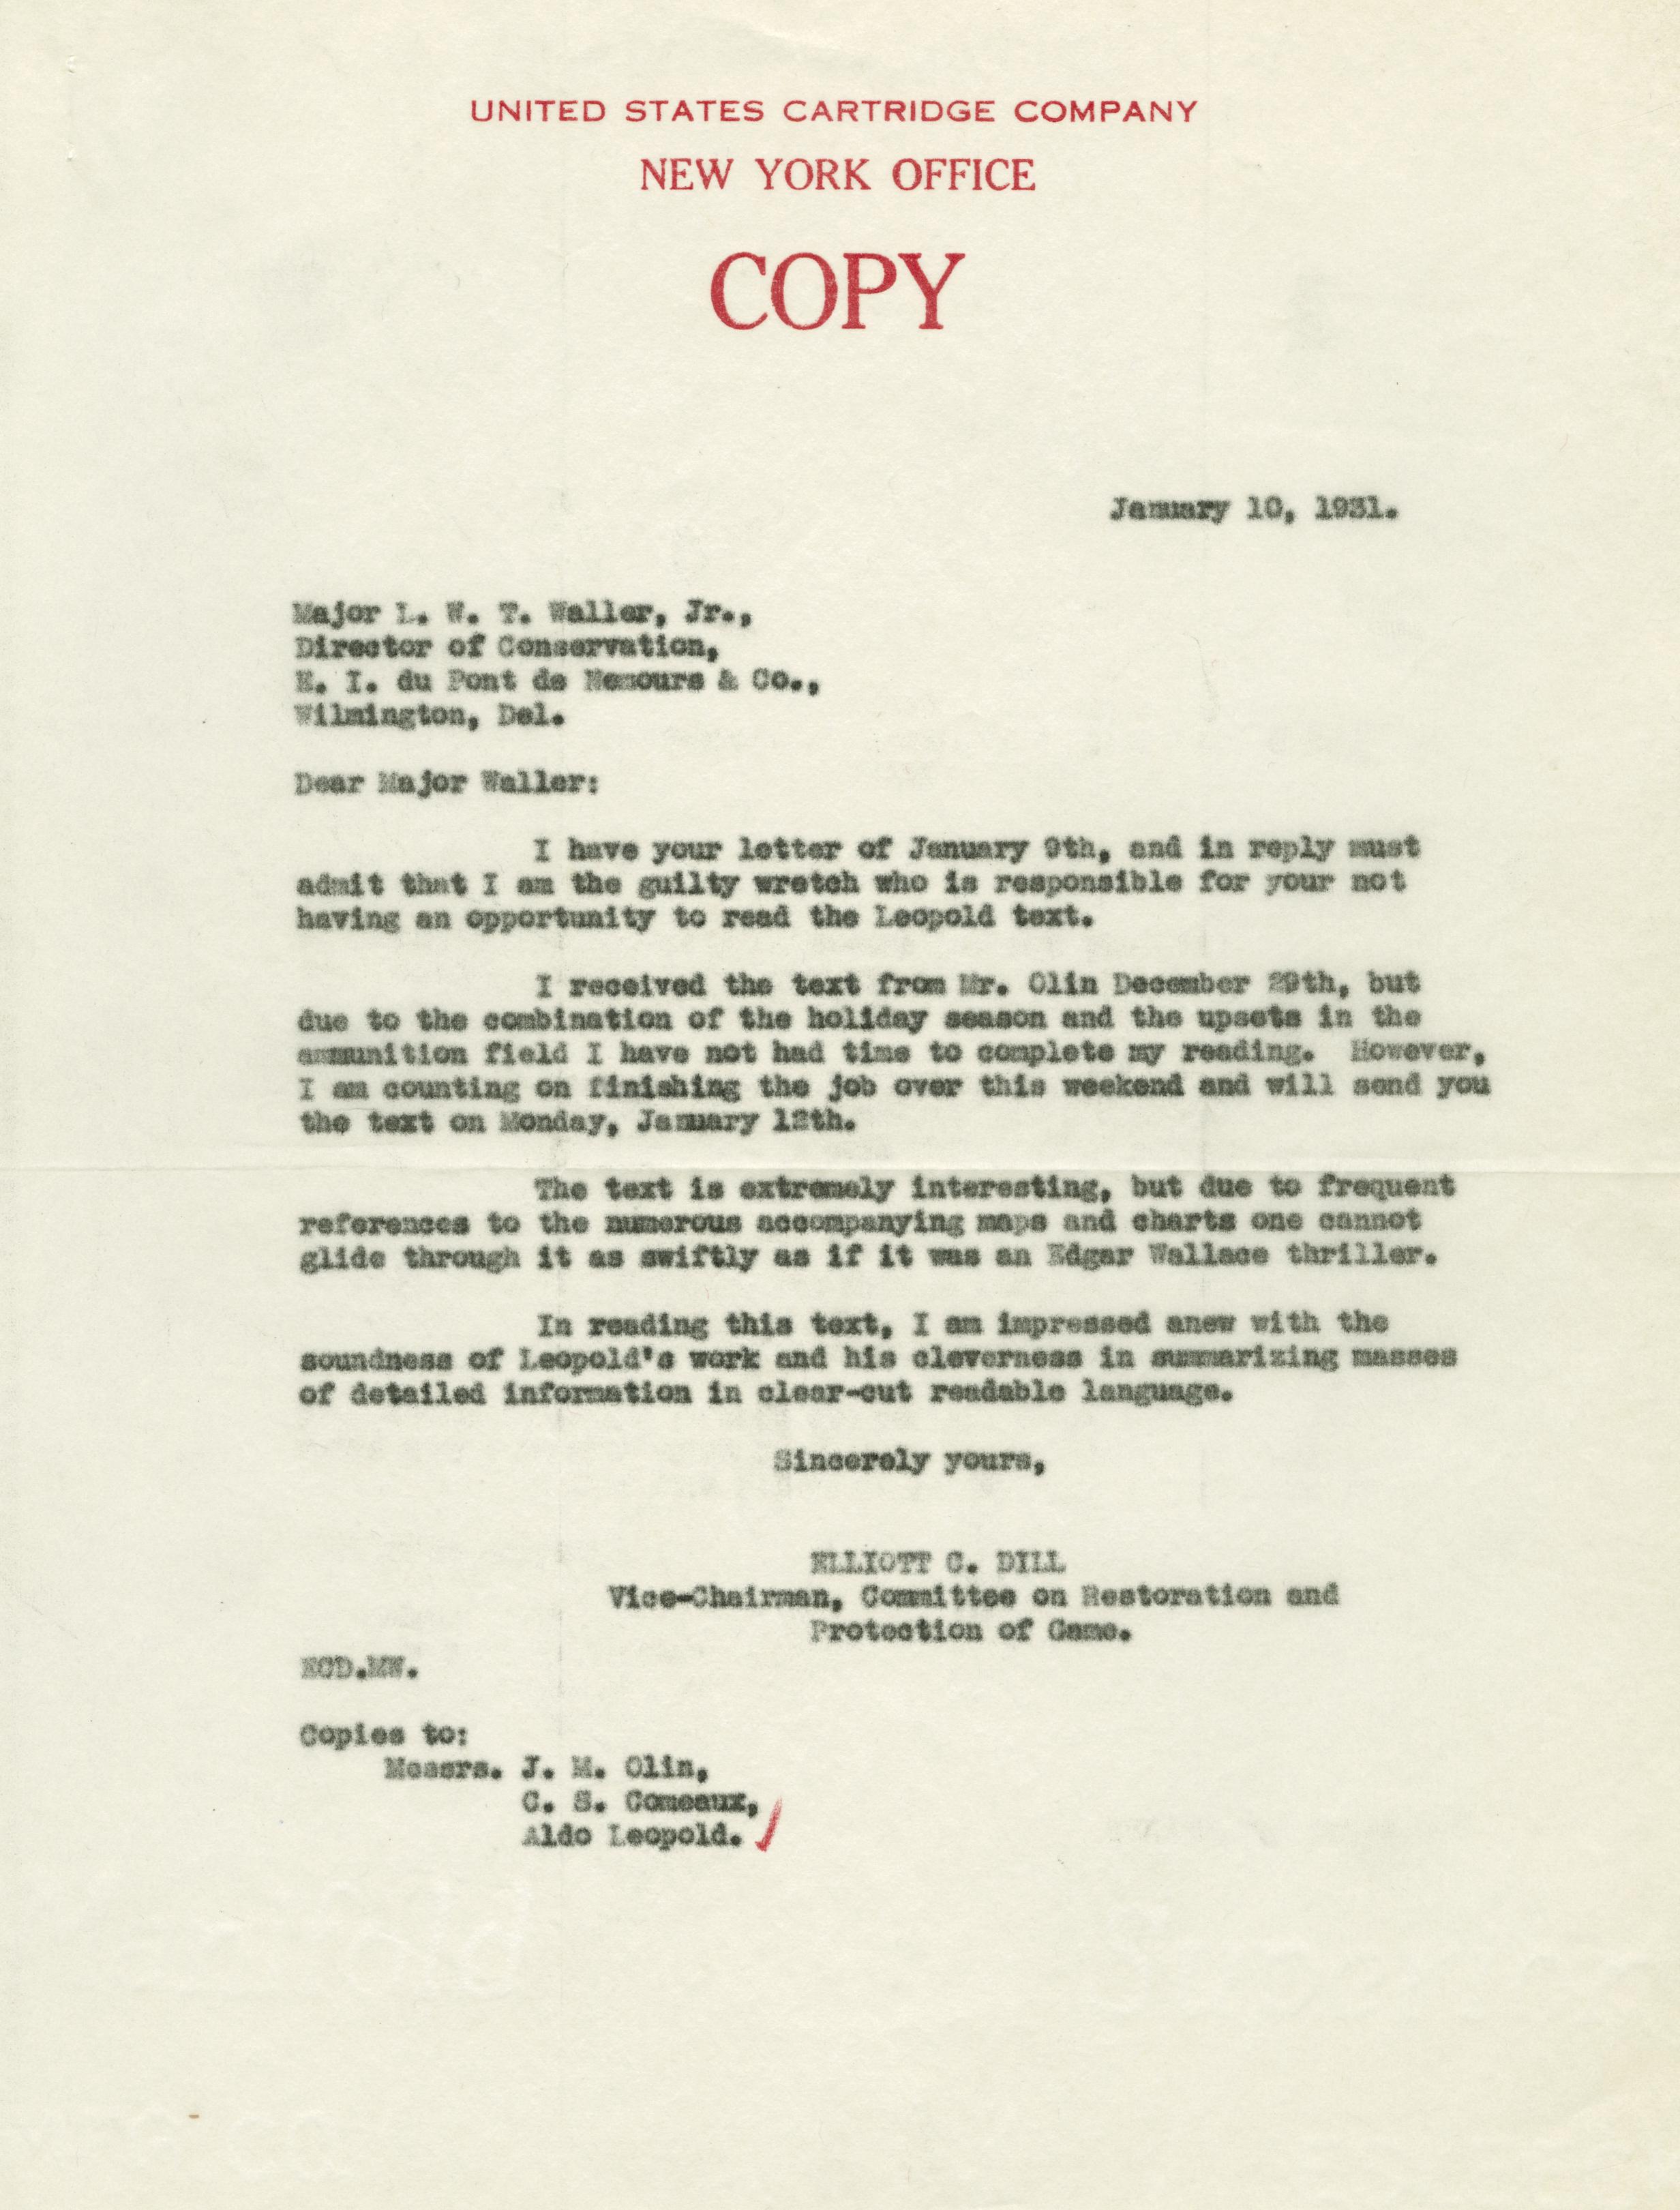 UNITED STATES CARTRIDGE COMPANY
NEW YORK OFFICE
COPY
January 10, 1931.
Major L. W. T. Waller, Jr.,
Director of Conservation,
E. I. du Pont de Nemours & Co.,
Wilmington, Del.
Dear Major Waller:
I have your letter of January 9th, and in reply must
admit that I am the guilty wretch who is responsible for your not
having an opportunity to read the Leopold text.
I received the text from Mr. Olin December 29th, but
due to the combination of the holiday season and the upsets in the
ammunition field I have not had time to complete my reading. However,
I am counting on finishing the job over this weekend and will send you
the text on Monday, January 12th.
The text is extremely interesting, but due to frequent
references to the numerous accompanying maps and charts one cannot
glide through it as swiftly as if it was an Edgar Wallace thriller.
In reading this text, I am impressed anew with the
soundness of Leopold's work and his cleverness in summarizing masses
of detailed information in clear-cut readable language.
Sincerely yours,
ELLIOTT C. DILL
Vice-Chairman, Committee on Restoration and
Protection of Game.
ECD.MW.
Copies to:
Messrs. J. M. Olin,
C. S. Comeaux,
Aldo Leopold.